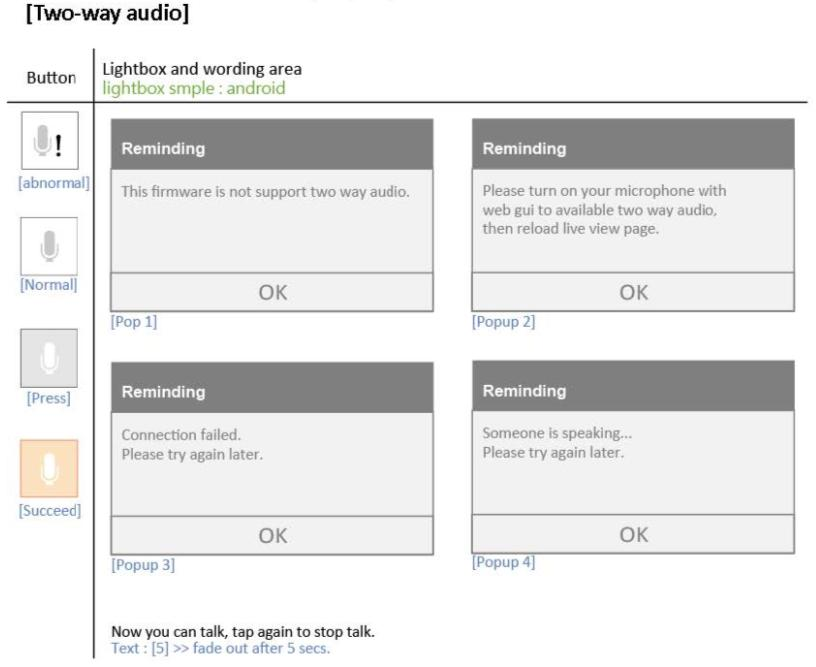 [Two-way audio]
Button
Lightbox and wording area
lightbox smple : android
!
[abnormal]
[Normal]
[Press]
[Succeed]
Reminding
This firmware is not support two way audio.
OK
[Pop 1]
Reminding
Please turn on your microphone with
web gui to available two way audio,
then reload live view page.
OK
[Popup 2]
Reminding
Connection failed.
Please try again later.
OK
[Popup 3]
Reminding
Someone is speaking...
Please try again later.
OK
[Popup 4]
Now you can talk, tap again to stop talk.
Text : [5] >> fade out after 5 secs.